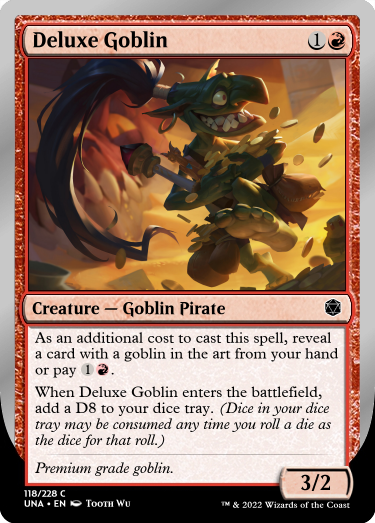 Deluxe Goblin 1
Creature — Goblin Pirate
As an additional cost to cast this spell, reveal
a card with a goblin in the art from your hand
or pay 1 .
When Deluxe Goblin enters the battlefield,
add a D8 to your dice tray. (Dice in your dice
tray may be consumed any time you roll a die as
the dice for that roll.)
Premium grade goblin.
3/2
118/228 C
UNA • EN Tooth Wu ™ & 2022 Wizards of the Coast